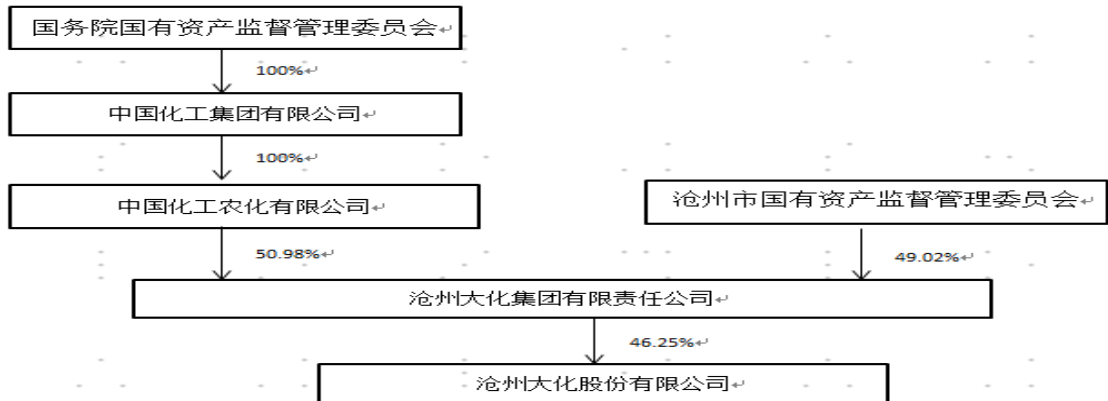 国务院国有资产监督管理委员会
100%
中国化工集团有限公司
100%
中国化工农化有限公司
沧州市国有资产监督管理委员会
50.98%
49.02%
沧州大化集团有限责任公司
46.25%
沧州大化股份有限公司